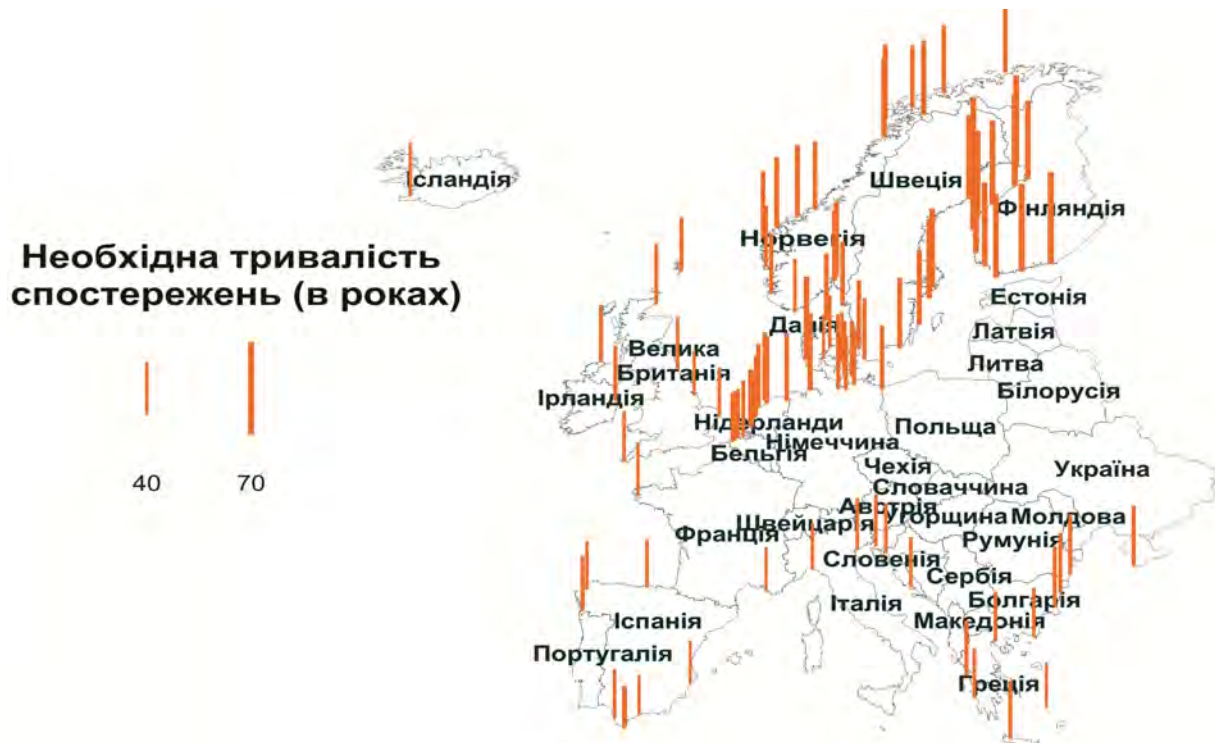 Ісландія
Швеція
Фінляндія
Норвегія
Необхідна тривалість
спостережень (в роках)
40
70
Естонія
Данія
Латвія
Велика
Британія
Литва
Білорусія
Ірландія
Нідерланди
Польща
Німеччина
Бельгія
Чехія
Україна
Словаччина
Австрія
Угорщина
Молдова
Швейцарія
Франція
Румунія
Словенія
Сербія
Італія
Болгарія
Македонія
Іспанія
Португалія
Греція